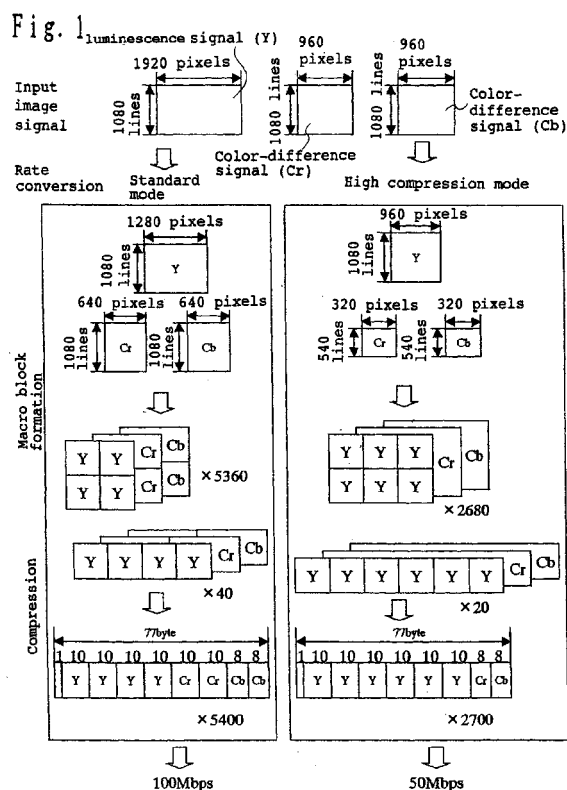 Fig. 1
luminescence signal (Y)
1920 pixels
960 pixels
960 pixels
Input image signal
1080 lines
1080 lines
1080 lines
Color-difference signal (Cb)
Color-difference signal (Cr)
Rate conversion
Standard mode
High compression mode
1280 pixels
1080 lines
Y
640 pixels
640 pixels
1080 lines
Cr
1080 lines
Cb
960 pixels
1080 lines
Y
320 pixels
320 pixels
540 lines
Cr
540 lines
Cb
Macro block formation
Y Y Cr Cb
Y Y Cr Cb
×5360
Y Y Y Y Cr Cb
×40
Y Y Y Cr Cb
Y Y Y
×2680
Y Y Y Y Y Y Cr Cb
×20
Compression
77byte
1 10 10 10 10 10 10 8 8
Y Y Y Y Cr Cr Cb Cb
×5400
77byte
1 10 10 10 10 10 10 8 8
Y Y Y Y Y Y Cr Cb
×2700
100Mbps
50Mbps